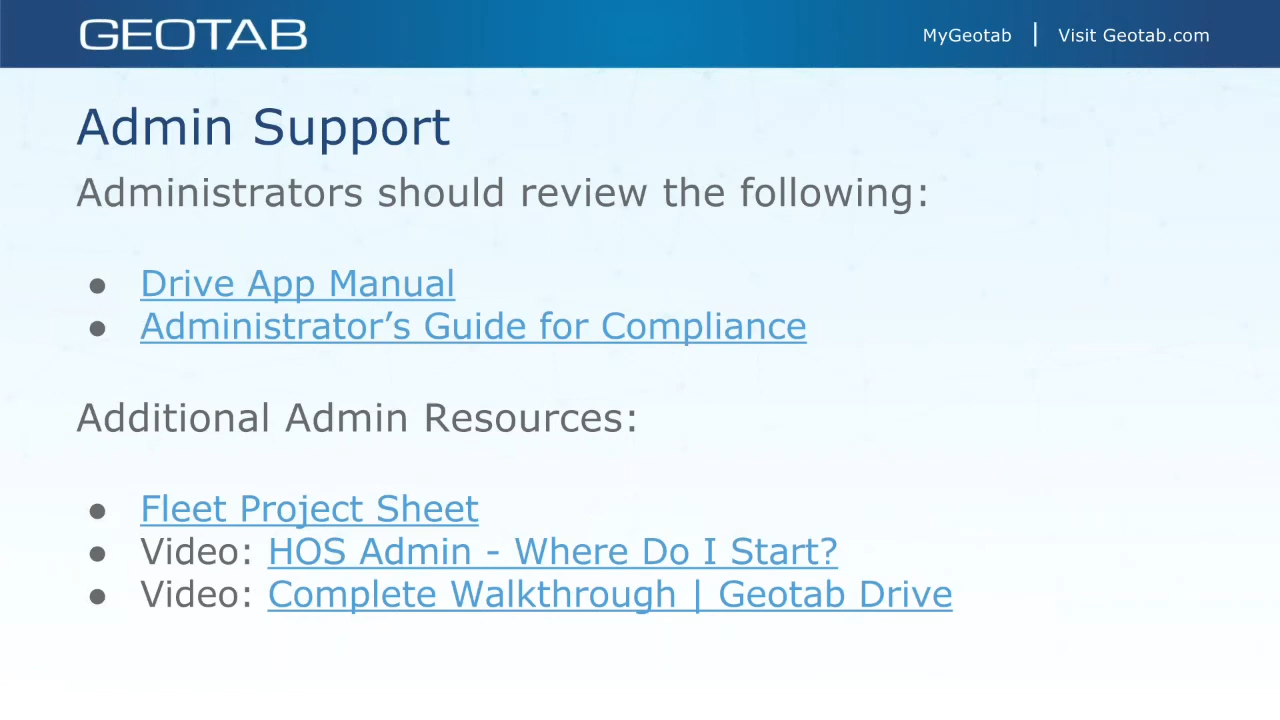 GEOTAB
MyGeotab | Visit Geotab.com
Admin Support
Administrators should review the following:
● Drive App Manual
● Administrator’s Guide for Compliance
Additional Admin Resources:
● Fleet Project Sheet
● Video: HOS Admin - Where Do I Start?
● Video: Complete Walkthrough | Geotab Drive